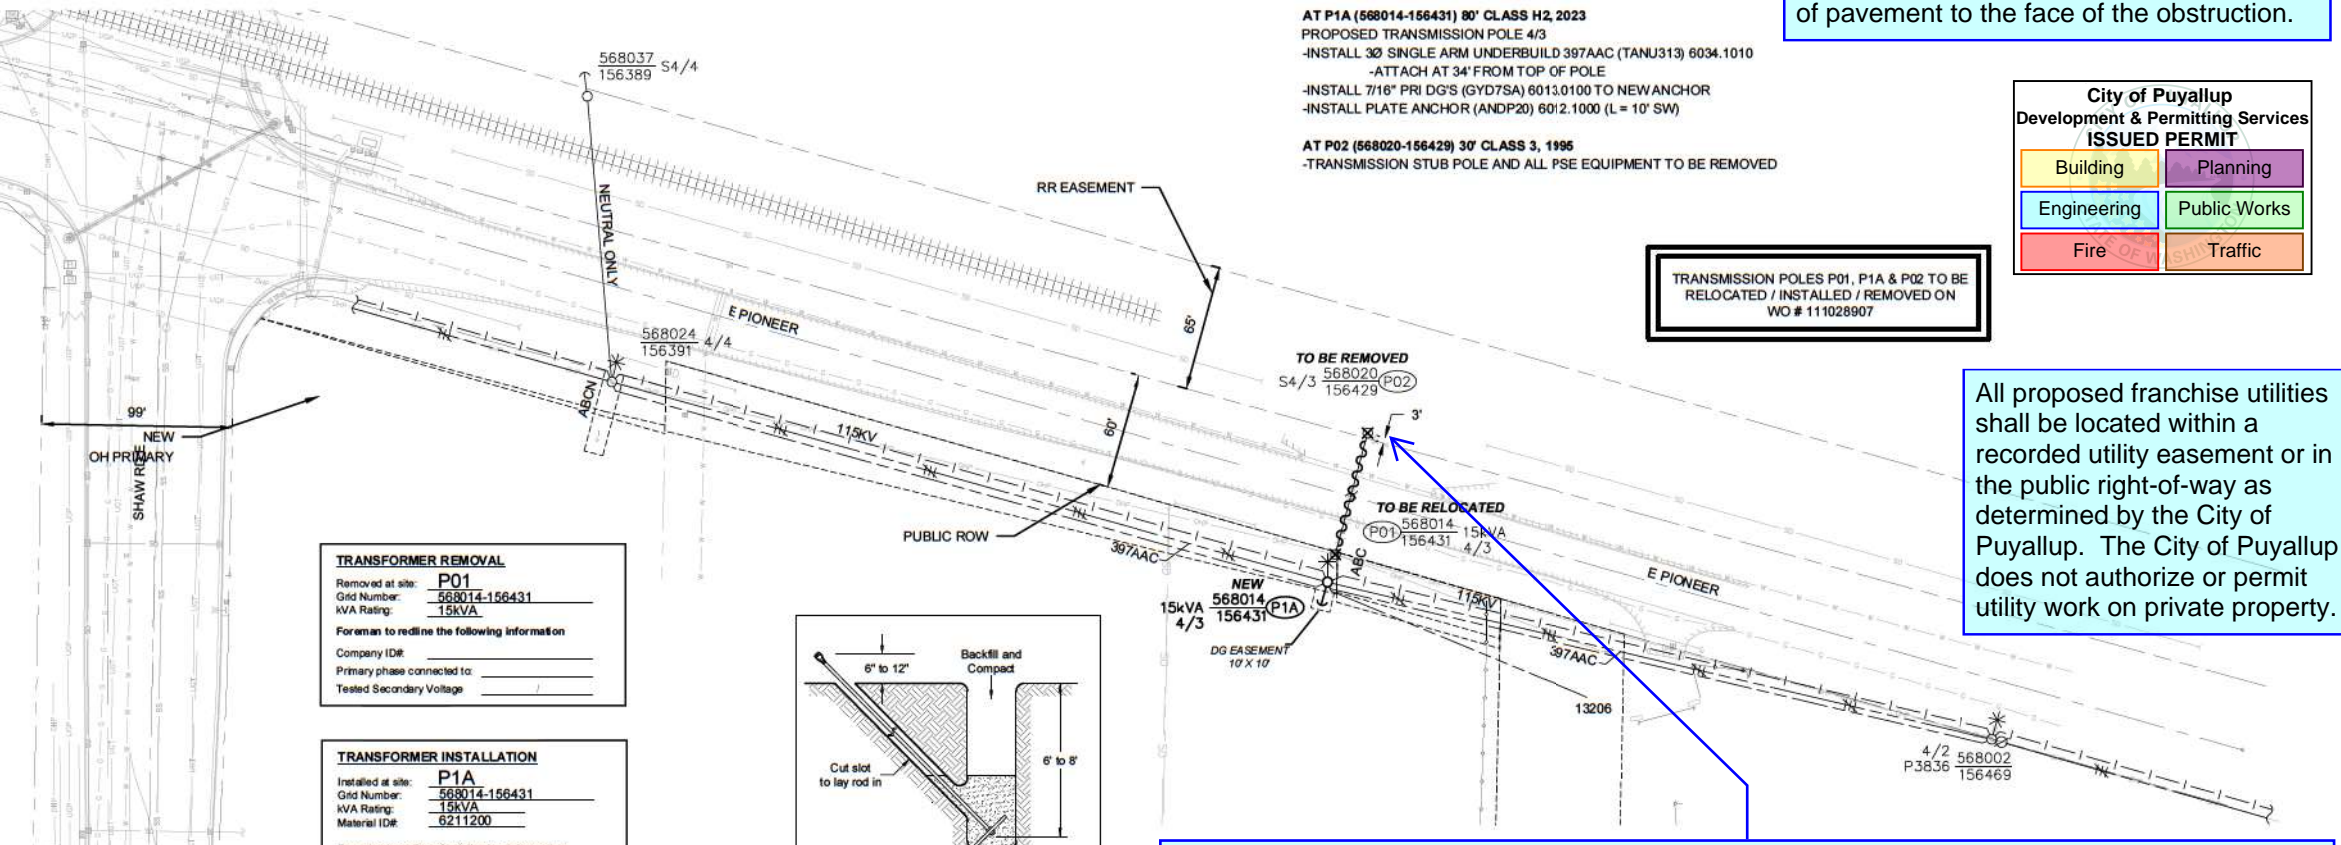 AT P1A (568014-156431) 80' CLASS H2, 2023
PROPOSED TRANSMISSION POLE 4/3
-INSTALL 3Ø SINGLE ARM UNDERBUILD 397AAC (TANU313) 6034.1010
-ATTACH AT 34' FROM TOP OF POLE
-INSTALL 7/16" PRI DG'S (GYD7SA) 6013.0100 TO NEW ANCHOR
-INSTALL PLATE ANCHOR (ANDP20) 6012.1000 (L = 10' SW)
AT P02 (568020-156429) 30' CLASS 3, 1995
-TRANSMISSION STUB POLE AND ALL PSE EQUIPMENT TO BE REMOVED
of pavement to the face of the obstruction.
City of Puyallup
Development & Permitting Services
ISSUED PERMIT
Building
Planning
Engineering
Public Works
Fire
Traffic
TRANSMISSION POLES P01, P1A & P02 TO BE
RELOCATED / INSTALLED / REMOVED ON
WO # 111028907
All proposed franchise utilities
shall be located within a
recorded utility easement or in
the public right-of-way as
determined by the City of
Puyallup. The City of Puyallup
does not authorize or permit
utility work on private property.
568037
156389
S4/4
NEUTRAL ONLY
RR EASEMENT
65'
E PIONEER
568024
156391
4/4
ABCN
115KV
60'
PUBLIC ROW
397AAC
99'
NEW
OH PRIMARY
SHAW RD E
TO BE REMOVED
S4/3
568020
156429
P02
3'
TO BE RELOCATED
P01
568014
156431
15kVA
4/3
ABC
NEW
15kVA
4/3
568014
156431
P1A
DG EASEMENT
10' X 10'
115KV
397AAC
E PIONEER
13206
4/2
P3836
568002
156469
TRANSFORMER REMOVAL
Removed at site: P01
Grid Number: 568014-156431
kVA Rating: 15kVA
Foreman to redline the following information
Company ID#:
Primary phase connected to:
Tested Secondary Voltage /
TRANSFORMER INSTALLATION
Installed at site: P1A
Grid Number: 568014-156431
kVA Rating: 15kVA
Material ID#: 6211200
6" to 12"
Backfill and
Compact
Cut slot
to lay rod in
6' to 8'